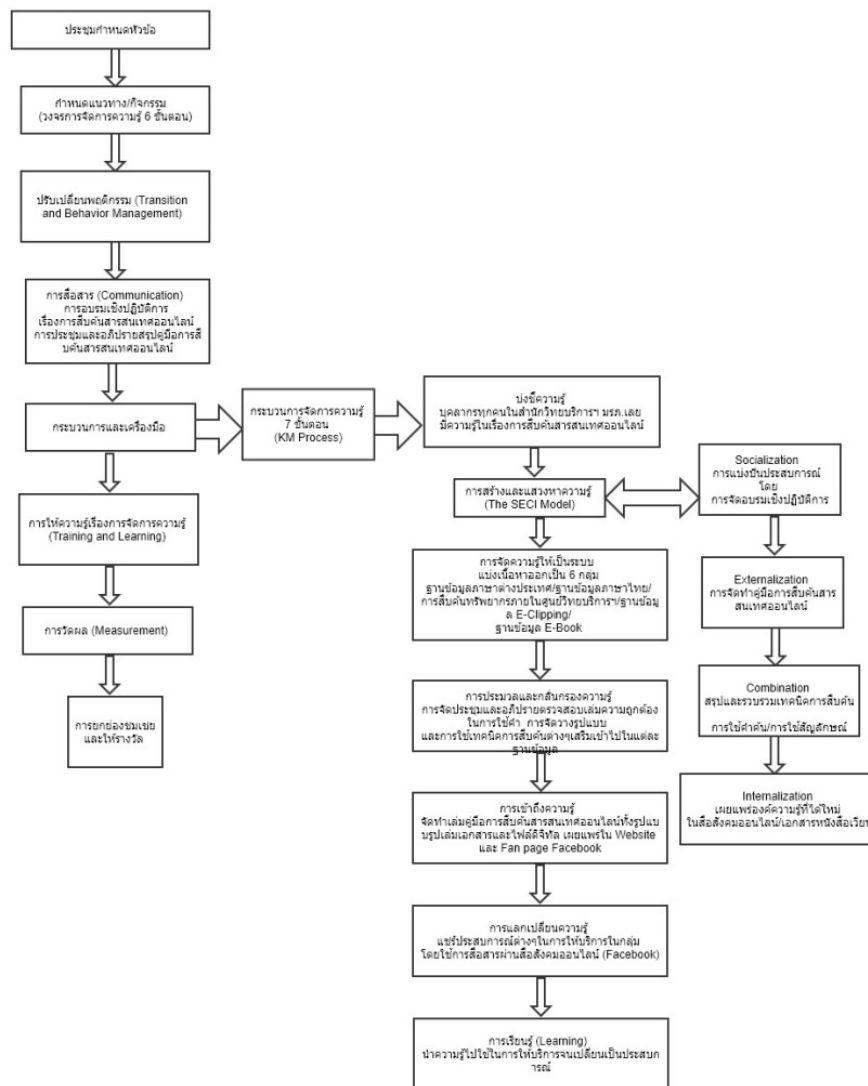 ประชุมกำหนดหัวข้อ
กำหนดแนวทาง/กิจกรรม
(วงจรการจัดการความรู้ 6 ขั้นตอน)
ปรับเปลี่ยนพฤติกรรม (Transition
and Behavior Management)
การสื่อสาร (Communication)
การอบรมเชิงปฏิบัติการ
เรื่องการสืบค้นสารสนเทศออนไลน์
การประชุมและอภิปรายสรุปคู่มือการสื
บค้นสารสนเทศออนไลน์
กระบวนการและเครื่องมือ
การให้ความรู้เรื่องการจัดการความรู้
(Training and Learning)
การวัดผล (Measurement)
การยกย่องชมเชย
และให้รางวัล
กระบวนการจัดการความรู้
7 ขั้นตอน
(KM Process)
บ่งชี้ความรู้
บุคลากรทุกคนในสำนักวิทยบริการฯ มรภ.เลย
มีความรู้ในเรื่องการสืบค้นสารสนเทศออนไลน์
การสร้างและแสวงหาความรู้
(The SECI Model)
การจัดความรู้ให้เป็นระบบ
แบ่งเนื้อหาออกเป็น 6 กลุ่ม
ฐานข้อมูลภาษาต่างประเทศ/ฐานข้อมูลภาษาไทย/
การสืบค้นทรัพยากรภายในศูนย์วิทยบริการฯ/ฐานข้อมู
ล E-Clipping/
ฐานข้อมูล E-Book
การประมวลและกลั่นกรองความรู้
การจัดประชุมและอภิปรายตรวจสอบเล่มความถูกต้อง
ในการใช้คำ การจัดวางรูปแบบ
และการใช้เทคนิคการสืบค้นต่างๆเสริมเข้าไปในแต่ละ
ฐานข้อมูล
การเข้าถึงความรู้
จัดทำเล่มคู่มือการสืบค้นสารสนเทศออนไลน์ทั้งรูปแบ
บรูปเล่มเอกสารและไฟล์ดิจิทัล เผยแพร่ใน Website
และ Fan page Facebook
การแลกเปลี่ยนความรู้
แชร์ประสบการณ์ต่างๆในการให้บริการในกลุ่ม
โดยใช้การสื่อสารผ่านสื่อสังคมออนไลน์ (Facebook)
การเรียนรู้ (Learning)
นำความรู้ไปใช้ในการให้บริการจนเปลี่ยนเป็นประสบก
ารณ์
Socialization
การแบ่งปันประสบการณ์
โดย
การจัดอบรมเชิงปฏิบัติการ
Externalization
การจัดทำคู่มือการสืบค้นสาร
สนเทศออนไลน์
Combination
สรุปและรวบรวมเทคนิคการสืบค้น
การใช้คำค้น/การใช้สัญลักษณ์
Internalization
เผยแพร่องค์ความรู้ที่ได้ใหม่
ในสื่อสังคมออนไลน์/เอกสารหนังสือเวียน